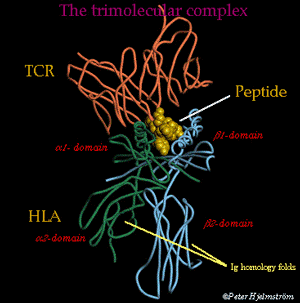 The trimolecular complex
TCR
Peptide
α1- domain
β1-domain
HLA
α2-domain
β2-domain
Ig homology folds
©Peter Hjelmström